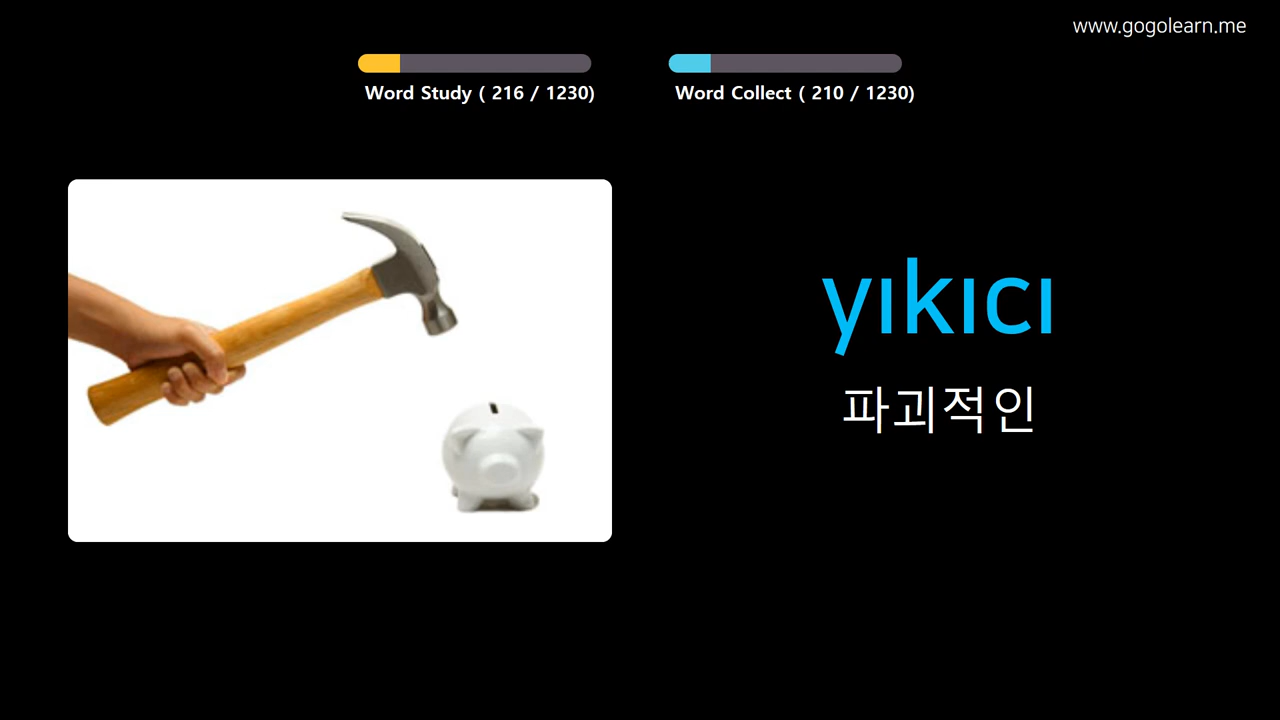 www.gogolearn.me
Word Study ( 216 / 1230)
Word Collect ( 210 / 1230)
yıkıcı
파괴적인